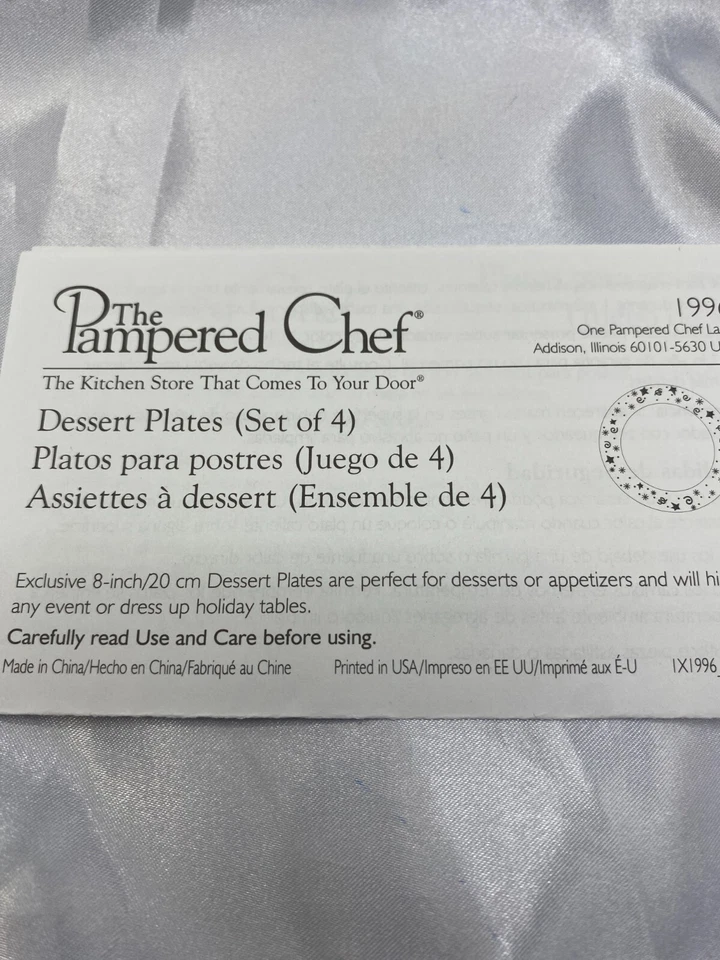 The Pampered Chef®
One Pampered Chef
Addison, Illinois 60101-5630
The Kitchen Store That Comes To Your Door®
Dessert Plates (Set of 4)
Platos para postres (Juego de 4)
Assiettes à dessert (Ensemble de 4)
Exclusive 8-inch/20 cm Dessert Plates are perfect for desserts or appetizers and will
any event or dress up holiday tables.
Carefully read Use and Care before using.
Made in China/Hecho en China/Fabriqué au Chine Printed in USA/Impreso en EE UU/Imprimé aux É-U IX1996